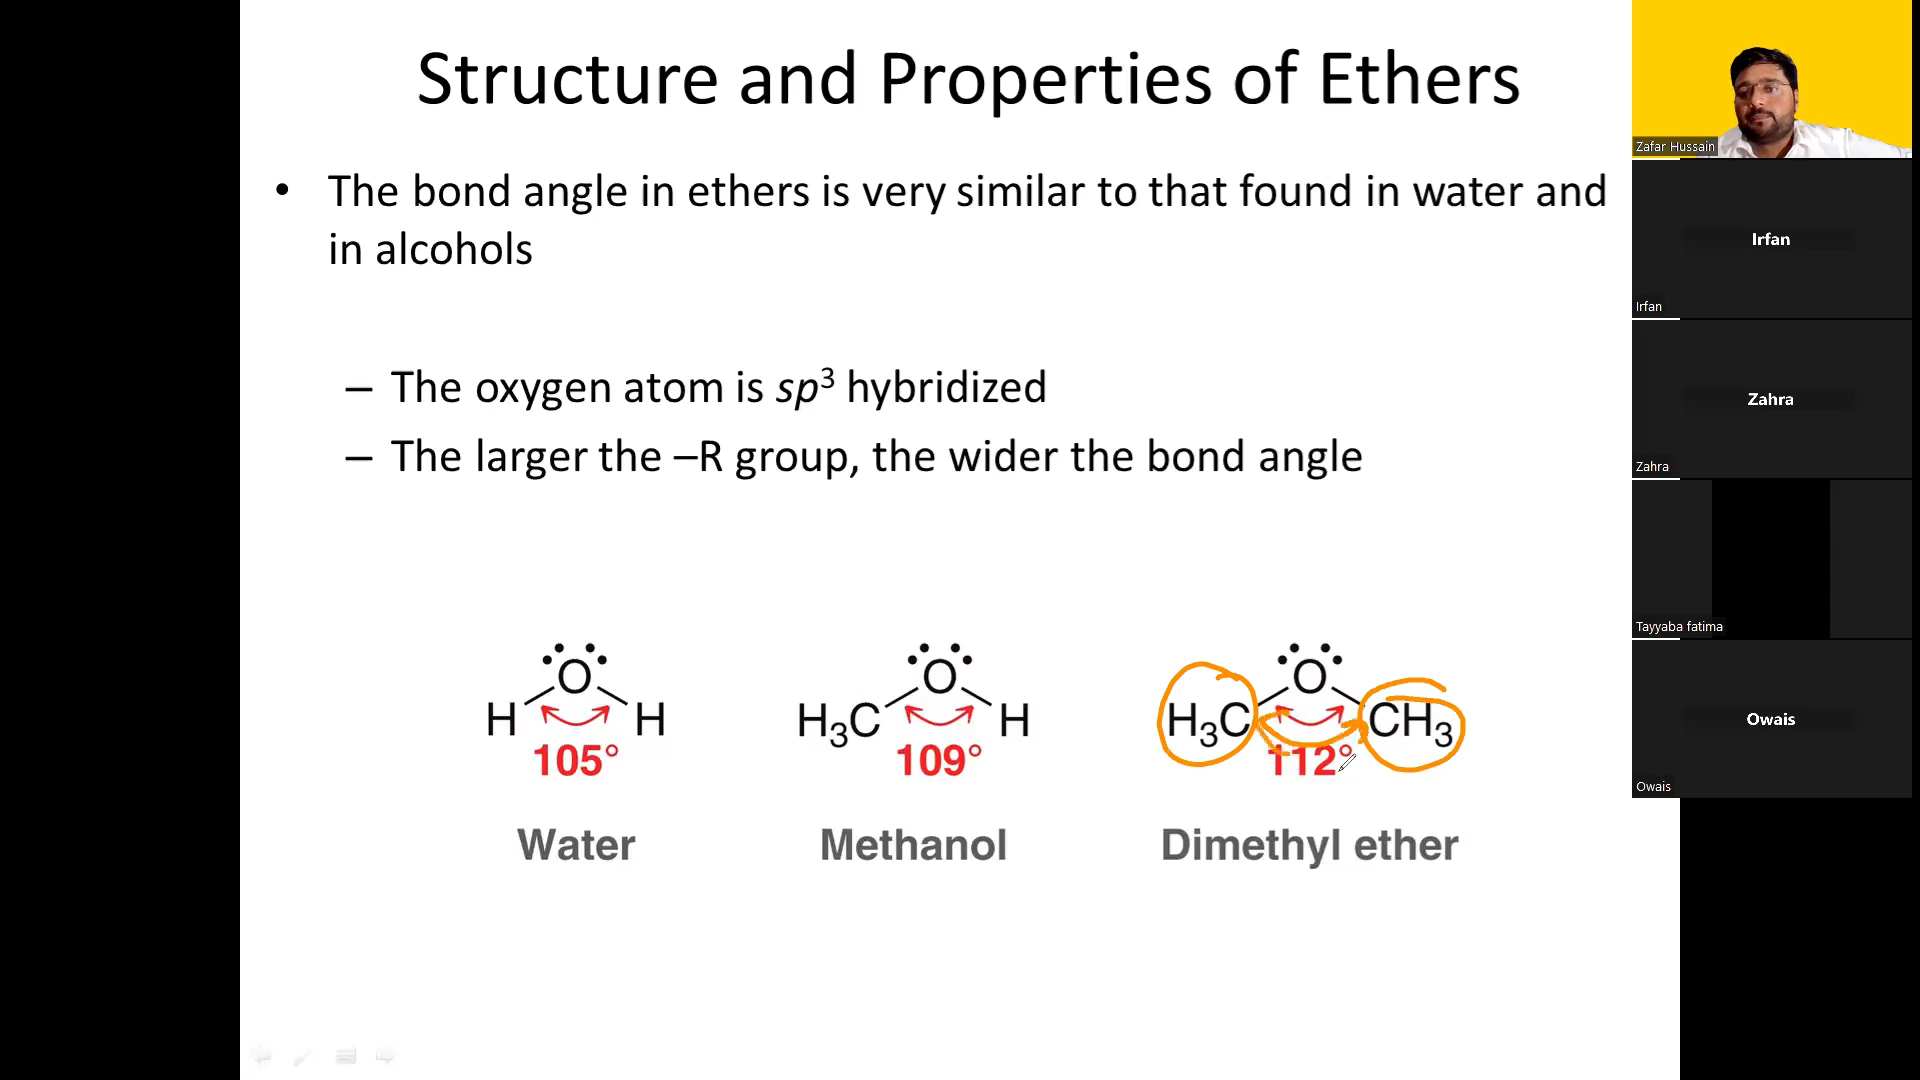 Structure and Properties of Ethers
• The bond angle in ethers is very similar to that found in water and
in alcohols
– The oxygen atom is sp³ hybridized
– The larger the –R group, the wider the bond angle
O
H H
105°
Water
O
H₃C H
109°
Methanol
O
H₃C CH₃
112°
Dimethyl ether
Zafar Hussain
Irfan
Irfan
Zahra
Zahra
Tayyaba fatima
Owais
Owais